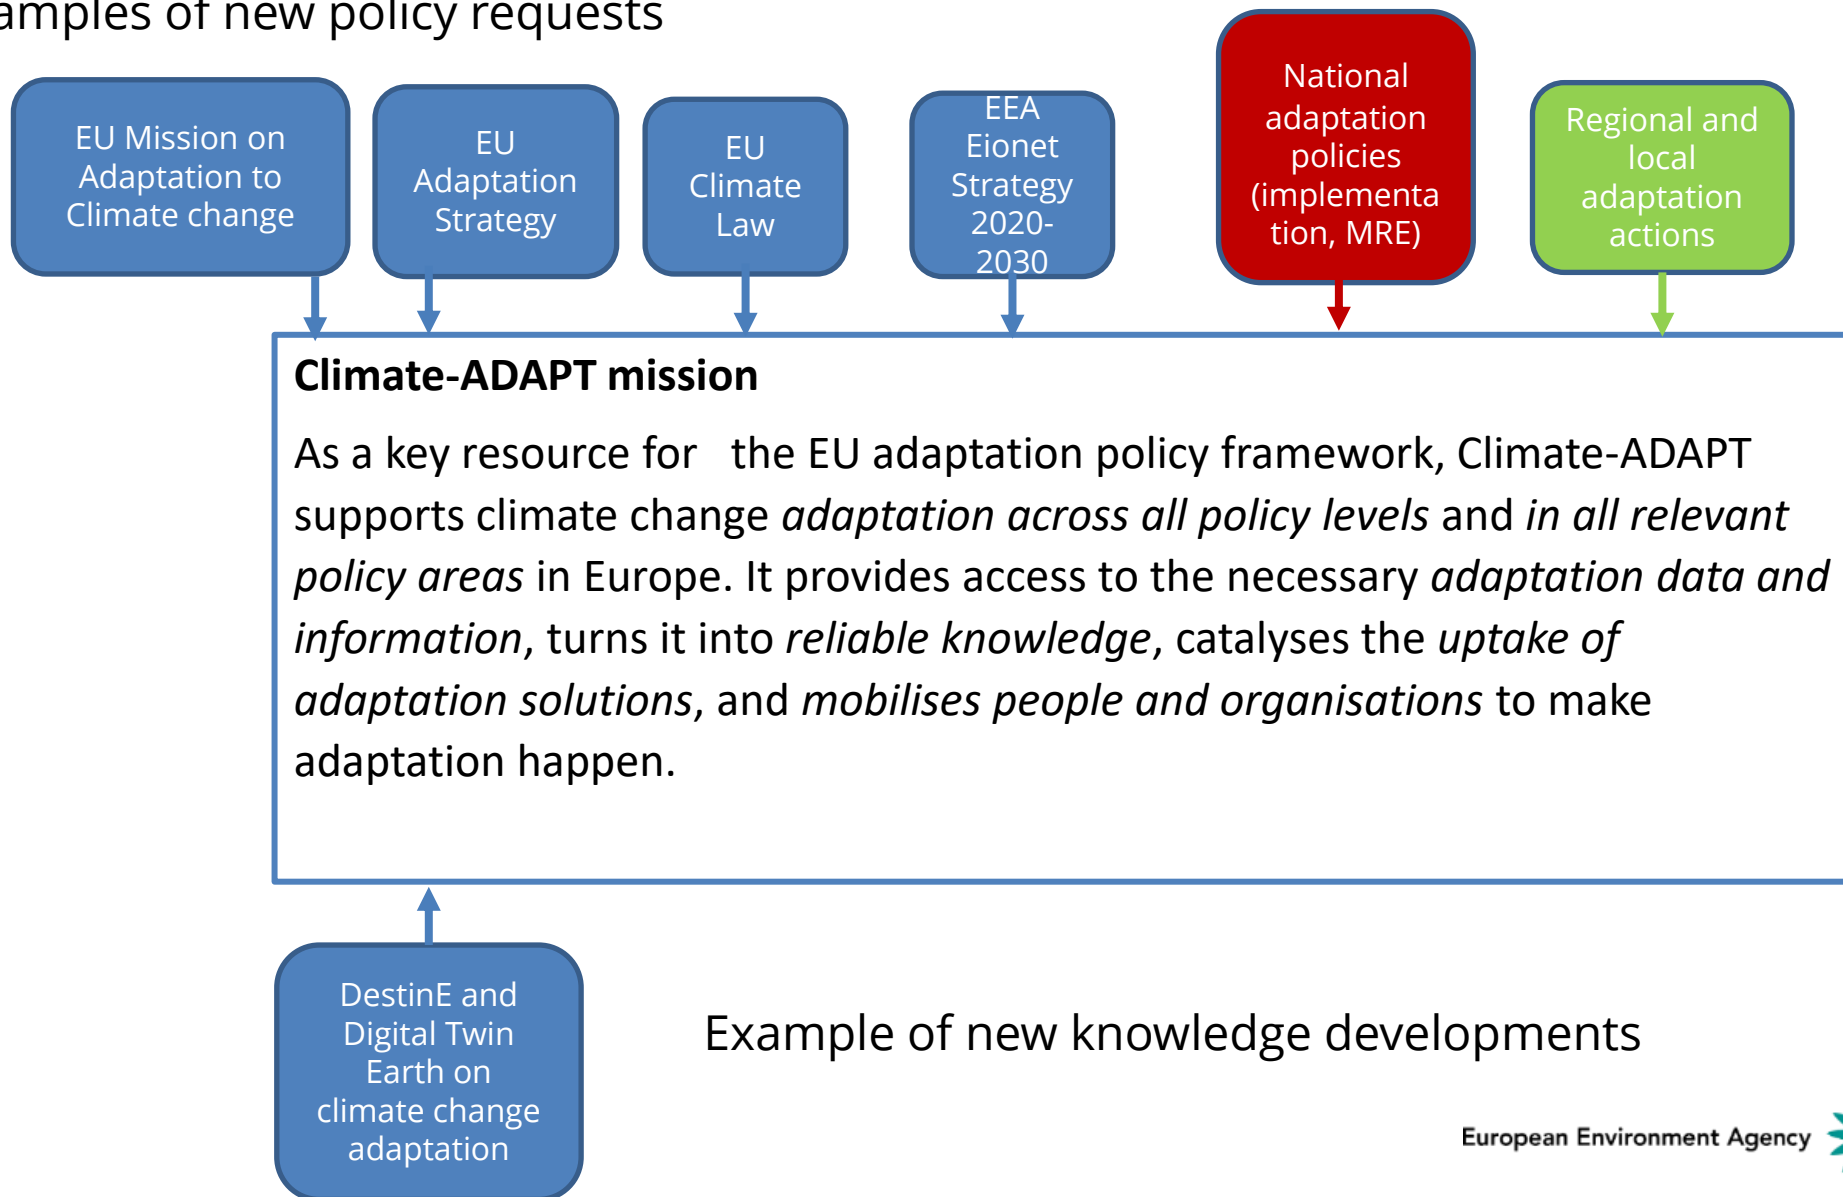 amples of new policy requests
EU Mission on
Adaptation to
Climate change
EU
Adaptation
Strategy
EU
Climate
Law
EEA
Eionet
Strategy
2020-
2030
National
adaptation
policies
(implementa
tion, MRE)
Regional and
local
adaptation
actions
Climate-ADAPT mission
As a key resource for the EU adaptation policy framework, Climate-ADAPT
supports climate change adaptation across all policy levels and in all relevant
policy areas in Europe. It provides access to the necessary adaptation data and
information, turns it into reliable knowledge, catalyses the uptake of
adaptation solutions, and mobilises people and organisations to make
adaptation happen.
DestinE and
Digital Twin
Earth on
climate change
adaptation
Example of new knowledge developments
European Environment Agency